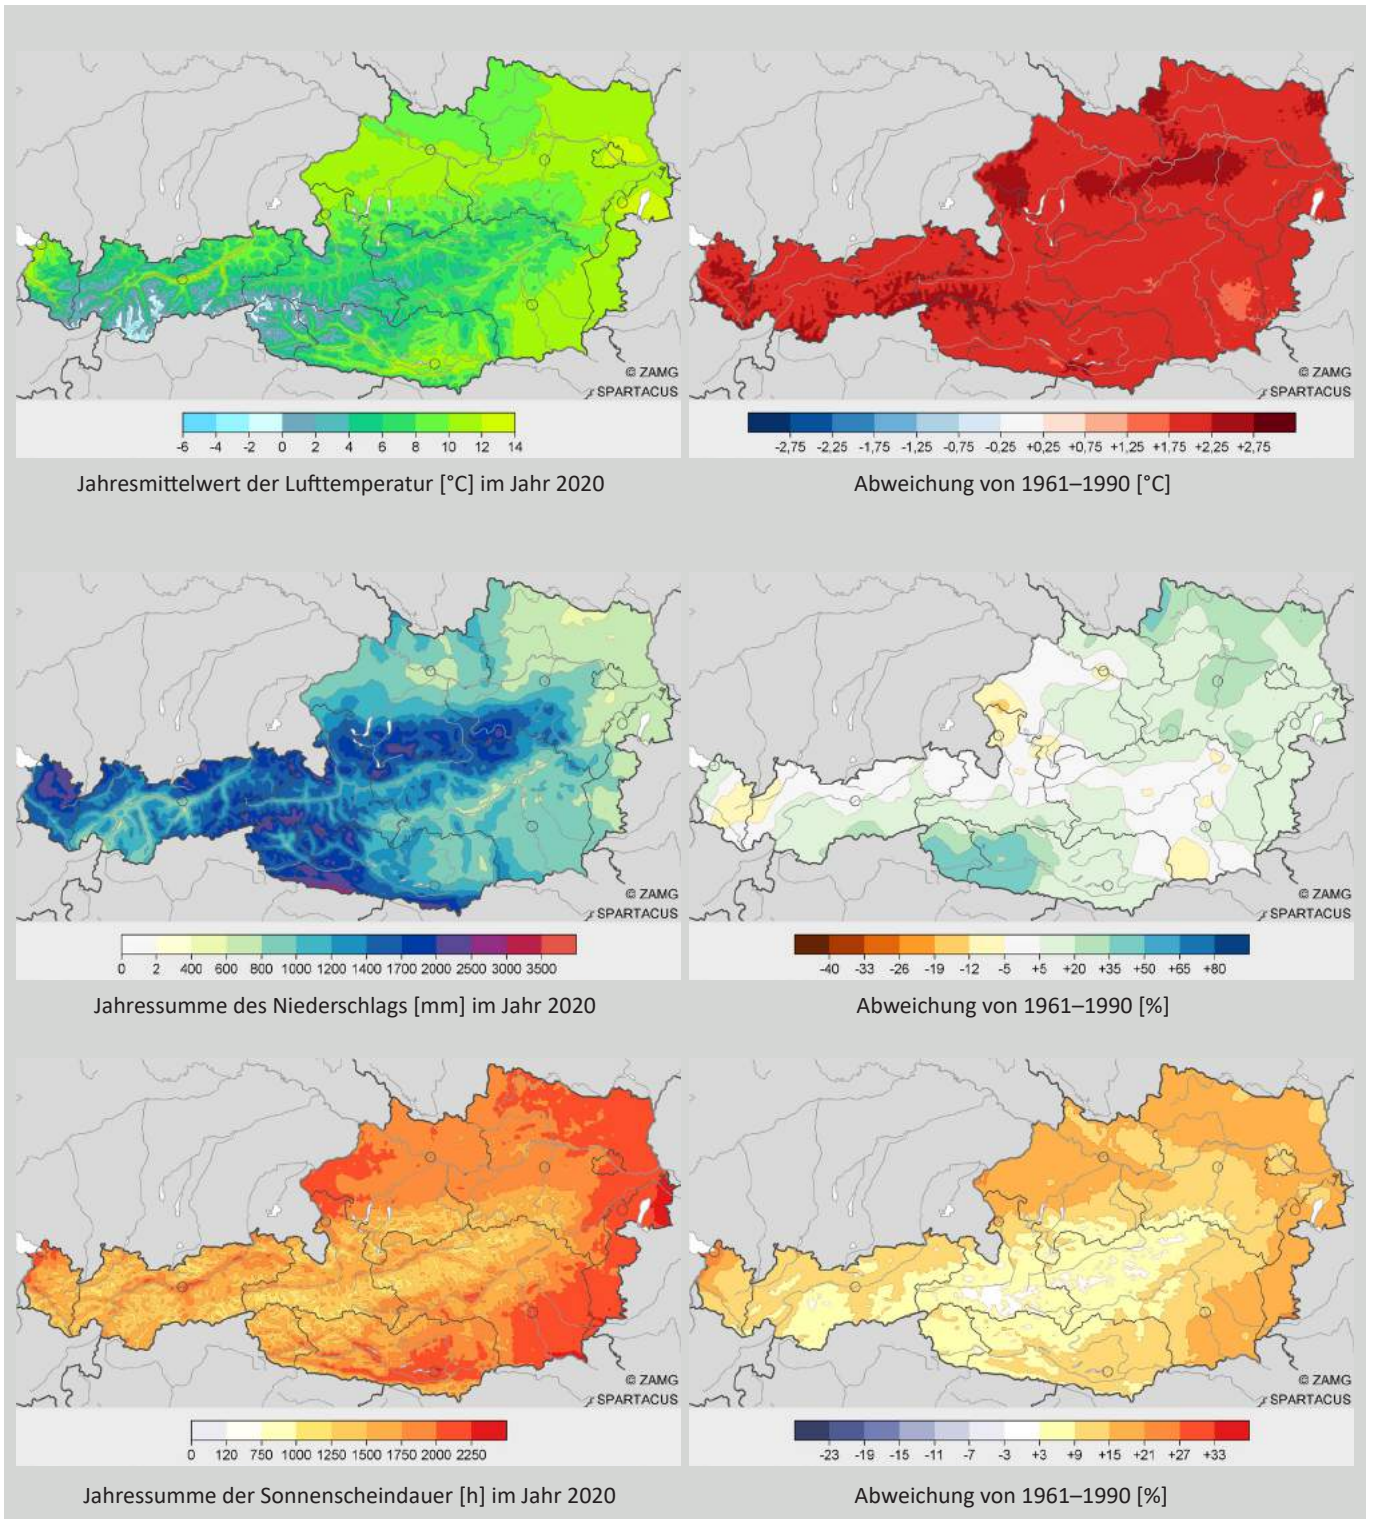 © ZAMG
SPARTACUS
© ZAMG
SPARTACUS
-6 -4 -2 0 2 4 6 8 10 12 14
-2,75 -2,25 -1,75 -1,25 -0,75 -0,25 +0,25 +0,75 +1,25 +1,75 +2,25 +2,75
Jahresmittelwert der Lufttemperatur [°C] im Jahr 2020
Abweichung von 1961–1990 [°C]
© ZAMG
SPARTACUS
© ZAMG
SPARTACUS
0 2 400 600 800 1000 1200 1400 1700 2000 2500 3000 3500
-40 -33 -26 -19 -12 -5 +5 +20 +35 +50 +65 +80
Jahressumme des Niederschlags [mm] im Jahr 2020
Abweichung von 1961–1990 [%]
© ZAMG
SPARTACUS
© ZAMG
SPARTACUS
0 120 750 1000 1250 1500 1750 2000 2250
-23 -19 -15 -11 -7 -3 +3 +9 +15 +21 +27 +33
Jahressumme der Sonnenscheindauer [h] im Jahr 2020
Abweichung von 1961–1990 [%]